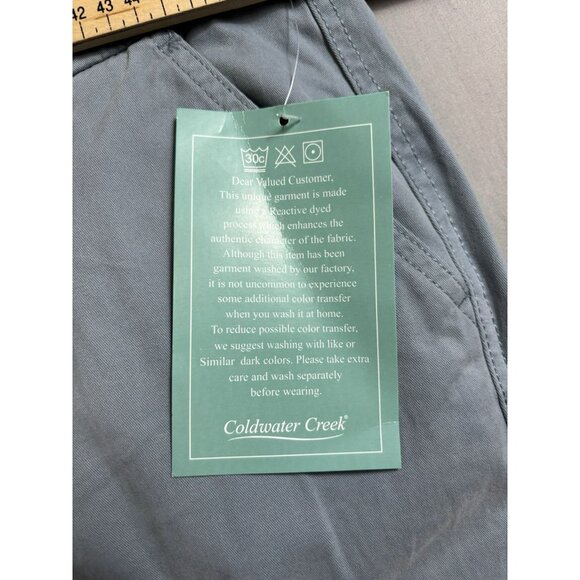 42 43 44
30c
Dear Valued Customer,
This unique garment is made
using a Reactive dyed
process which enhances the
authentic character of the fabric.
Although this item has been
garment washed by our factory,
it is not uncommon to experience
some additional color transfer
when you wash it at home.
To reduce possible color transfer,
we suggest washing with like or
Similar dark colors. Please take extra
care and wash separately
before wearing.
Coldwater Creek®